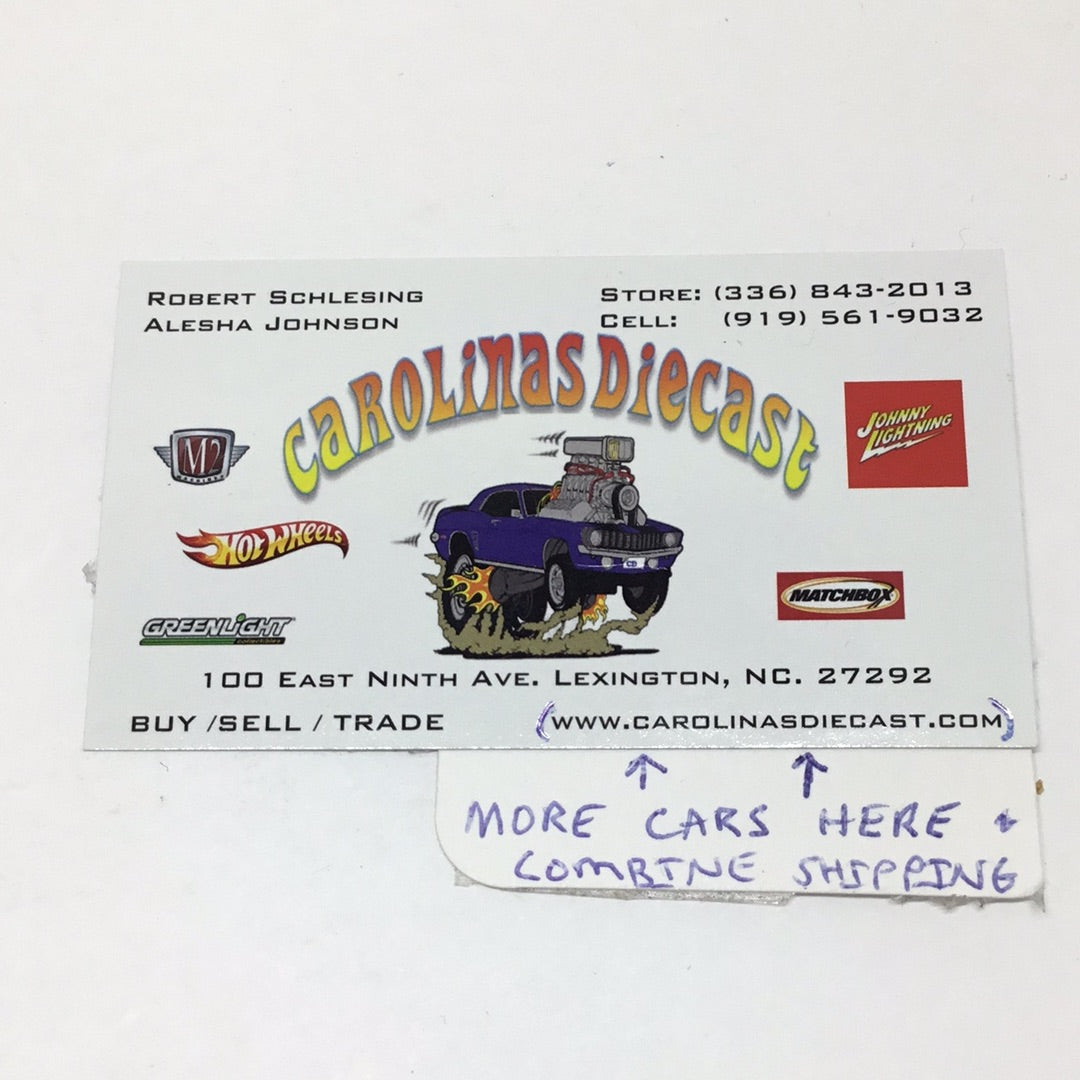 ROBERT SCHLESING
ALESHA JOHNSON
STORE: (336) 843-2013
CELL: (919) 561-9032
CAROLINAS DIECAST
M2
JOHNNY
LIGHTNING
HOT WHEELS
MATCHBOX
GREENLIGHT
collectibles
CD
100 EAST NINTH AVE. LEXINGTON, NC. 27292
BUY /SELL / TRADE
(WWW.CAROLINASDIECAST.COM)
MORE CARS HERE +
COMBINE SHIPPING